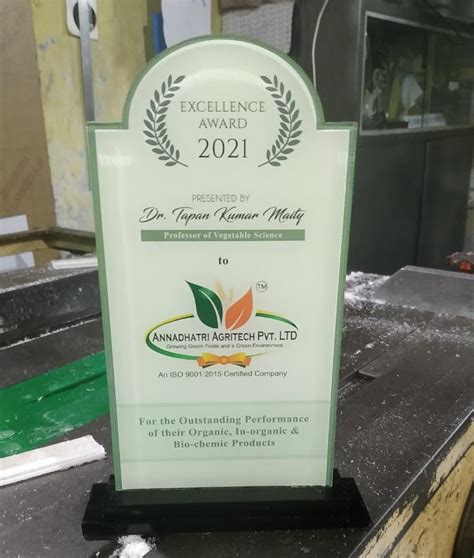 EXCELLENCE
AWARD
2021
PRESENTED BY
Dr. Tapan Kumar Maity
Professor of Vegetable Science
to
TM
ANNADHATRI AGRITECH PVT. LTD
Growing Green Fields and a Green Environment
An ISO 9001:2015 Certified Company
For the Outstanding Performance
of their Organic, In-organic &
Bio-chemic Products